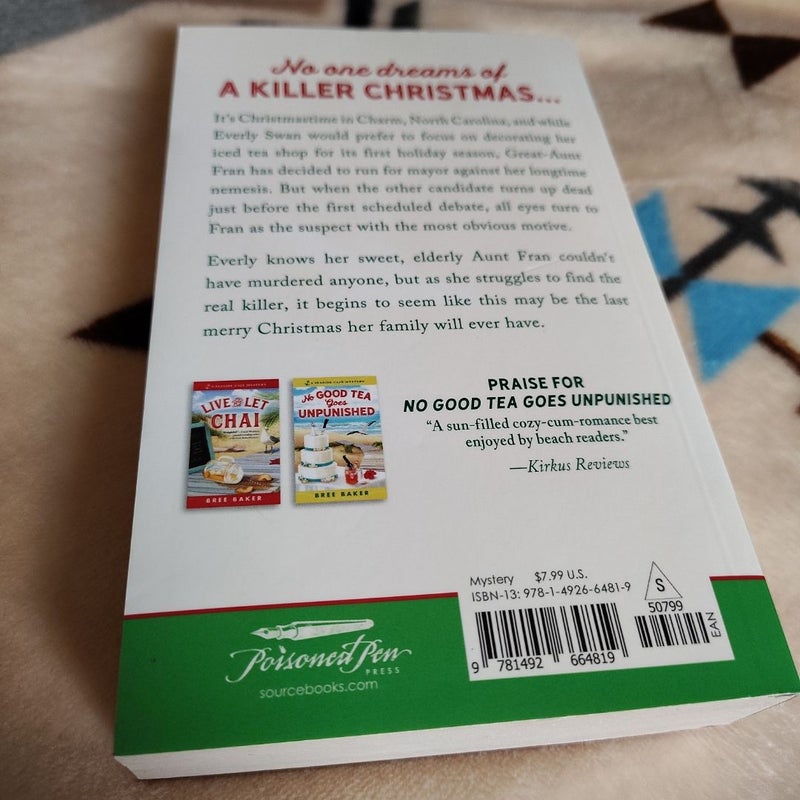 No one dreams of
A KILLER CHRISTMAS...
It's Christmastime in Charm, North Carolina, and while
Everly Swan would prefer to focus on decorating her
iced tea shop for its first holiday season, Great-Aunt
Fran has decided to run for mayor against her longtime
nemesis. But when the other candidate turns up dead
just before the first scheduled debate, all eyes turn to
Fran as the suspect with the most obvious motive.
Everly knows her sweet, elderly Aunt Fran couldn't
have murdered anyone, but as she struggles to find the
real killer, it begins to seem like this may be the last
merry Christmas her family will ever have.
A SEASIDE CAFÉ MYSTERY
LIVE AND LET
CHAI
BREE BAKER
A SEASIDE CAFÉ MYSTERY
No GOOD TEA
Goes
UNPUNISHED
BREE BAKER
PRAISE FOR
NO GOOD TEA GOES UNPUNISHED
"A sun-filled cozy-cum-romance best
enjoyed by beach readers."
—Kirkus Reviews
Mystery $7.99 U.S.
ISBN-13: 978-1-4926-6481-9
S
50799
EAN
9 781492 664819
Poisoned Pen
PRESS
sourcebooks.com